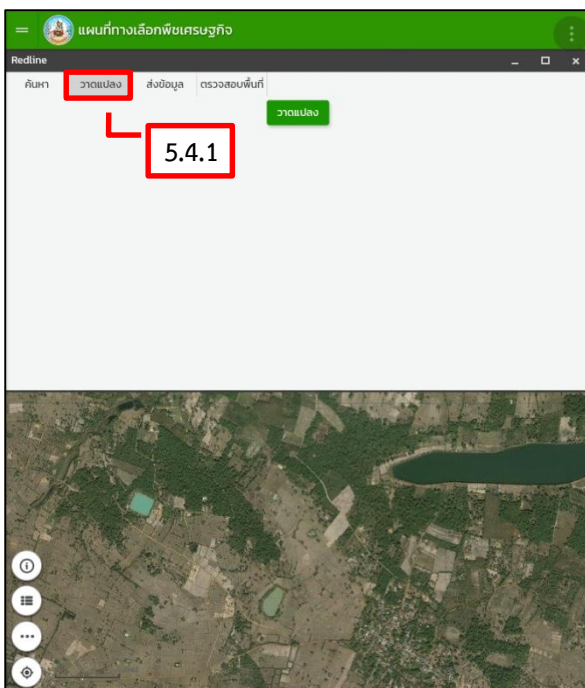 แผนที่ทางเลือกพืชเศรษฐกิจ
Redline
ค้นหา วาดแปลง ส่งข้อมูล ตรวจสอบพื้นที่
วาดแปลง
5.4.1